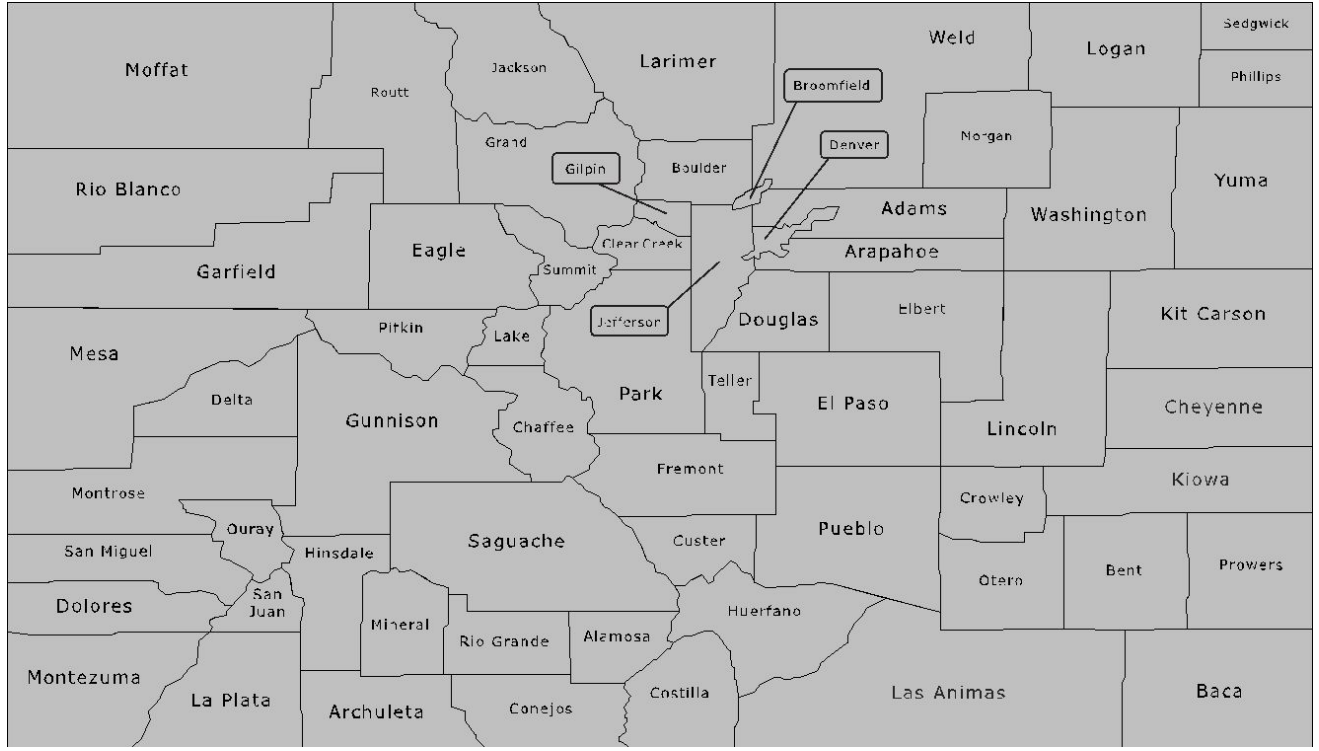 Sedgwick
Weld
Logan
Larimer
Moffat
Jackson
Phillips
Broomfield
Routt
Morgan
Grand
Denver
Gilpin
Boulder
Yuma
Rio Blanco
Adams
Washington
Clear Creek
Eagle
Arapahoe
Garfield
Summit
Elbert
Kit Carson
Jefferson
Douglas
Pitkin
Lake
Mesa
Teller
Park
Delta
El Paso
Cheyenne
Gunnison
Chaffee
Lincoln
Fremont
Kiowa
Montrose
Crowley
Ouray
Pueblo
Saguache
Custer
San Miguel
Hinsdale
Prowers
Bent
Otero
San
Juan
Dolores
Huerfano
Mineral
Alamosa
Rio Grande
Montezuma
Costilla
Las Animas
Baca
La Plata
Archuleta
Conejos